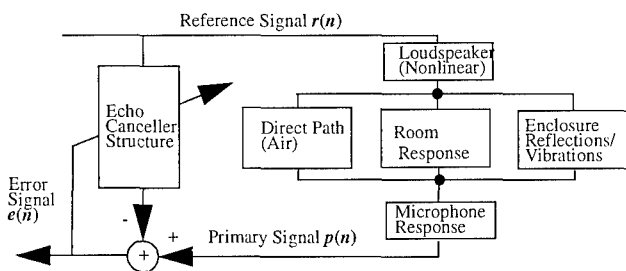 Reference Signal r(n)
Loudspeaker
(Nonlinear)
Echo
Canceller
Structure
Direct Path
(Air)
Room
Response
Enclosure
Reflections/
Vibrations
Error
Signal
e(n)
-
+
+
Primary Signal p(n)
Microphone
Response